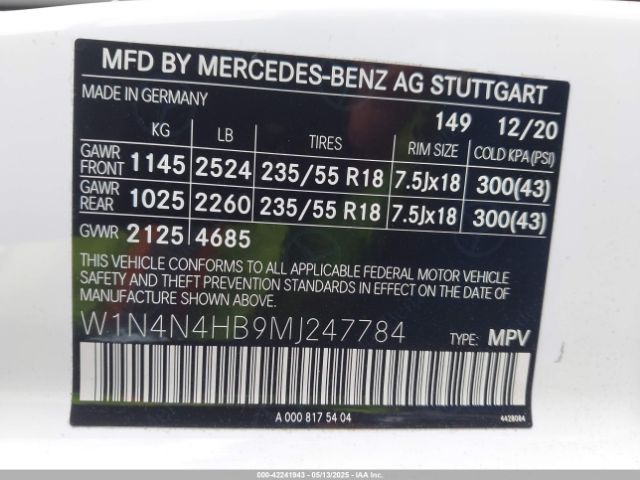 MFD BY MERCEDES-BENZ AG STUTTGART
MADE IN GERMANY 149 12/20
KG LB TIRES RIM SIZE COLD KPA(PSI)
GAWR FRONT 1145 2524 235/55 R18 7.5Jx18 300(43)
GAWR REAR 1025 2260 235/55 R18 7.5Jx18 300(43)
GVWR 2125 4685
THIS VEHICLE CONFORMS TO ALL APPLICABLE FEDERAL MOTOR VEHICLE
SAFETY AND THEFT PREVENTION STANDARDS IN EFFECT ON THE DATE
OF MANUFACTURE SHOWN ABOVE.
W1N4N4HB9MJ247784 TYPE: MPV
A 000 817 54 04 4428084
000-42241943 - 05/13/2025 - IAAI.COM